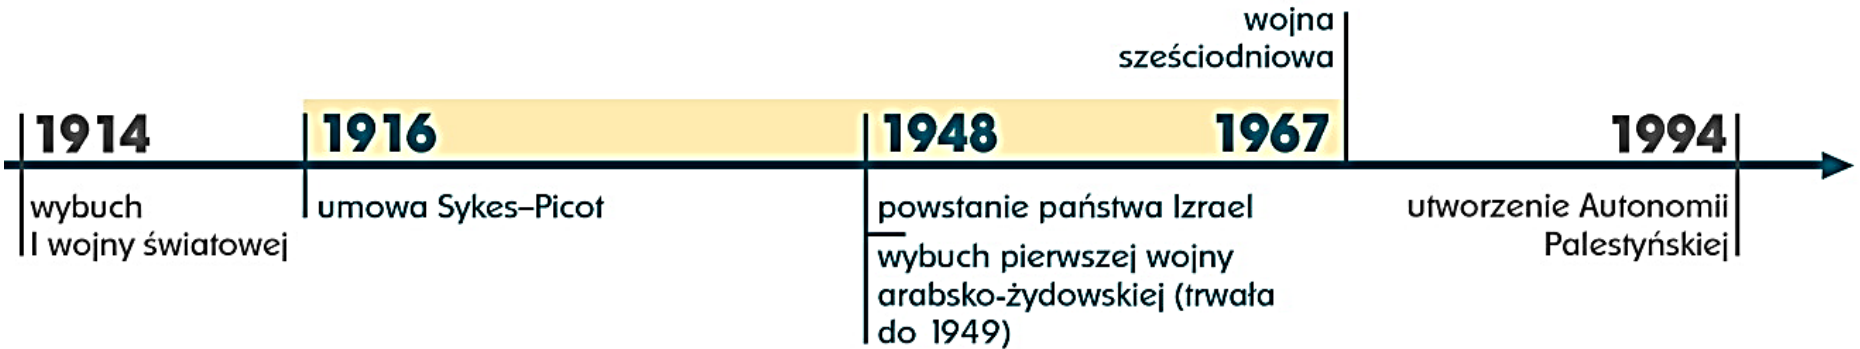 wojna
sześciodniowa
1914
1916
1948
1967
1994
wybuch
I wojny światowej
umowa Sykes–Picot
powstanie państwa Izrael
wybuch pierwszej wojny
arabsko-żydowskiej (trwała
do 1949)
utworzenie Autonomii
Palestyńskiej